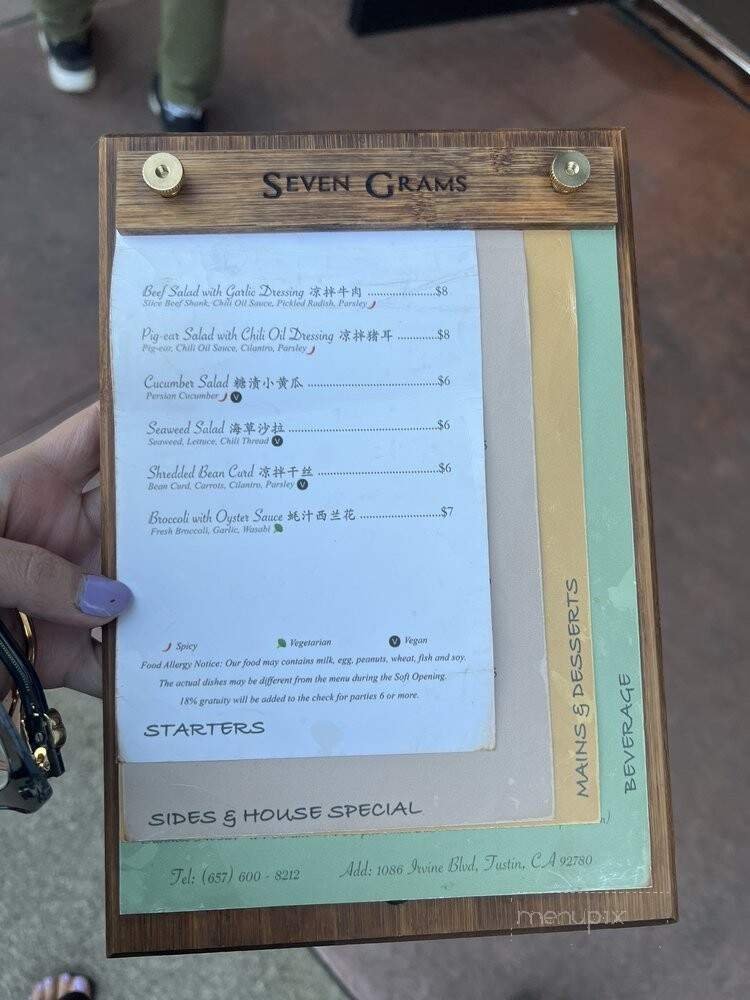 SEVEN GRAMS
Beef Salad with Garlic Dressing 凉拌牛肉 ......................$8
Slice Beef Shank, Chili Oil Sauce, Pickled Radish, Parsley
Pig-ear Salad with Chili Oil Dressing 凉拌猪耳 ..............$8
Pig-ear, Chili Oil Sauce, Cilantro, Parsley
Cucumber Salad 糖渍小黄瓜 ..........................................$6
Persian Cucumber V
Seaweed Salad 海草沙拉 .................................................$6
Seaweed, Lettuce, Chili Thread V
Shredded Bean Curd 凉拌干丝 .......................................$6
Bean Curd, Carrots, Cilantro, Parsley V
Broccoli with Oyster Sauce 蚝汁西兰花 ..........................$7
Fresh Broccoli, Garlic, Wasabi
Spicy Vegetarian V Vegan
Food Allergy Notice: Our food may contains milk, egg, peanuts, wheat, fish and soy.
The actual dishes may be different from the menu during the Soft Opening.
18% gratuity will be added to the check for parties 6 or more.
STARTERS
SIDES & HOUSE SPECIAL
MAINS & DESSERTS
BEVERAGE
Tel: (657) 600 - 8212 Add: 1086 Irvine Blvd, Tustin, CA 92780
menupix